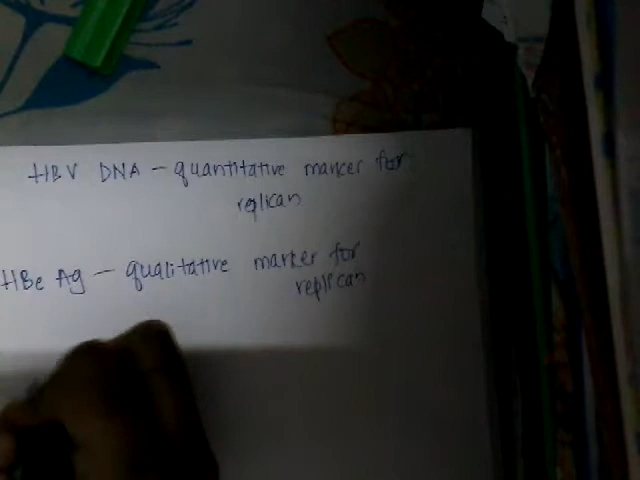 HBV DNA - quantitative marker for
replican
HBe Ag - qualitative marker for
replican